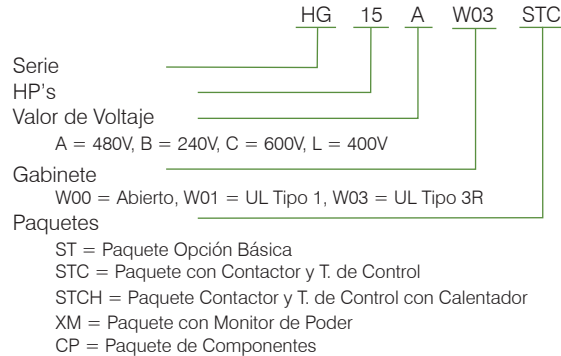 HG 15 A W03 STC
Serie
HP's
Valor de Voltaje
A = 480V, B = 240V, C = 600V, L = 400V
Gabinete
W00 = Abierto, W01 = UL Tipo 1, W03 = UL Tipo 3R
Paquetes
ST = Paquete Opción Básica
STC = Paquete con Contactor y T. de Control
STCH = Paquete Contactor y T. de Control con Calentador
XM = Paquete con Monitor de Poder
CP = Paquete de Componentes